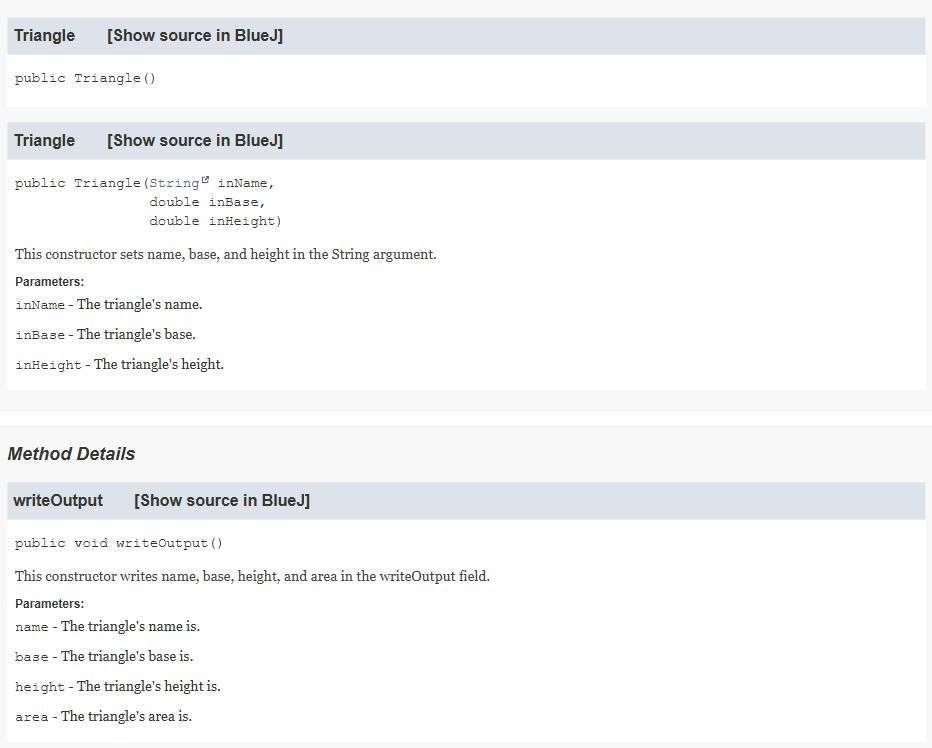 Triangle [Show source in BlueJ]
public Triangle()
Triangle [Show source in BlueJ]
public Triangle(String inName,
double inBase,
double inHeight)
This constructor sets name, base, and height in the String argument.
Parameters:
inName - The triangle's name.
inBase - The triangle's base.
inHeight - The triangle's height.
Method Details
writeOutput [Show source in BlueJ]
public void writeOutput()
This constructor writes name, base, height, and area in the writeOutput field.
Parameters:
name - The triangle's name is.
base - The triangle's base is.
height - The triangle's height is.
area - The triangle's area is.